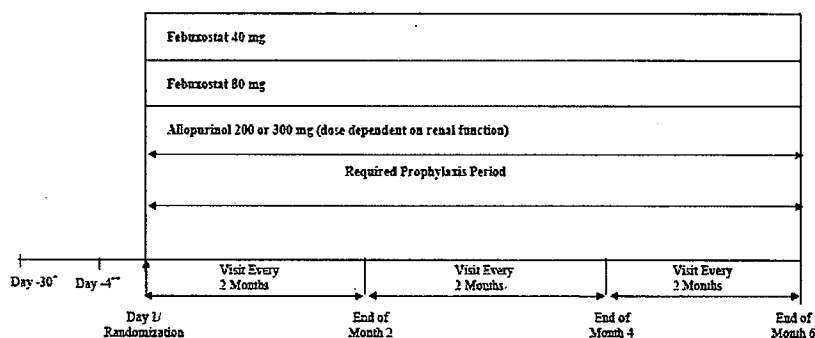 Febuxostat 40 mg
Febuxostat 80 mg
Allopurinol 200 or 300 mg (dose dependent on renal function)
Required Prophylaxis Period
Day -30*
Day -4**
Visit Every
2 Months
Visit Every
2 Months
Visit Every
2 Months
Day 1/
Randomization
End of
Month 2
End of
Month 4
End of
Month 6